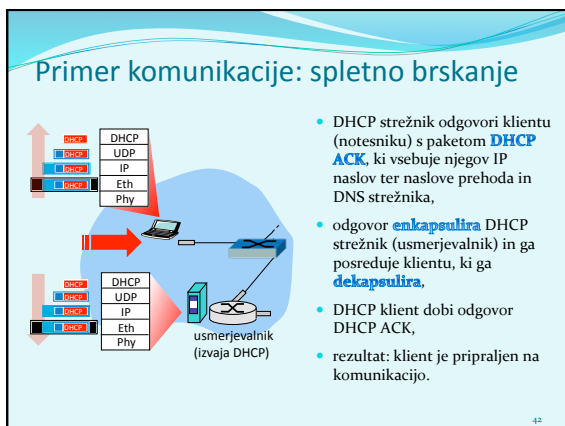 Primer komunikacije: spletno brskanje
DHCP
DHCP
DHCP
DHCP
DHCP
UDP
IP
Eth
Phy
DHCP
DHCP
DHCP
DHCP
DHCP
UDP
IP
Eth
Phy
usmerjevalnik
(izvaja DHCP)
• DHCP strežnik odgovori klientu
(notesniku) s paketom DHCP
ACK, ki vsebuje njegov IP
naslov ter naslove prehoda in
DNS strežnika,
• odgovor enkapsulira DHCP
strežnik (usmerjevalnik) in ga
posreduje klientu, ki ga
dekapsulira,
• DHCP klient dobi odgovor
DHCP ACK,
• rezultat: klient je pripraljen na
komunikacijo.
42